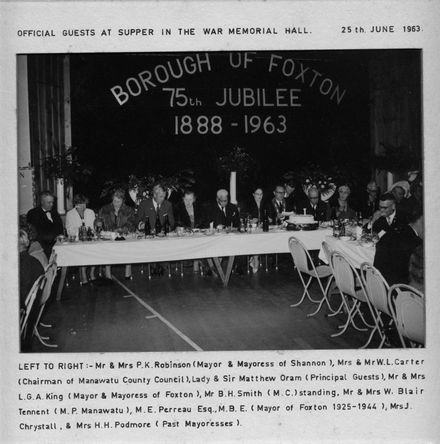 OFFICIAL GUESTS AT SUPPER IN THE WAR MEMORIAL HALL. 25th. JUNE 1963.
BOROUGH OF FOXTON
75th JUBILEE
1888 - 1963
LEFT TO RIGHT :- Mr & Mrs P.K. Robinson (Mayor & Mayoress of Shannon), Mrs & Mr W.L. Carter
(Chairman of Manawatu County Council), Lady & Sir Matthew Oram (Principal Guests), Mr & Mrs
L.G.A. King (Mayor & Mayoress of Foxton), Mr B.H. Smith (M.C.) standing, Mr & Mrs W. Blair
Tennent (M.P. Manawatu), M.E. Perreau Esq., M.B.E. (Mayor of Foxton 1925-1944), Mrs J.
Chrystall, & Mrs H.H. Podmore (Past Mayoresses).